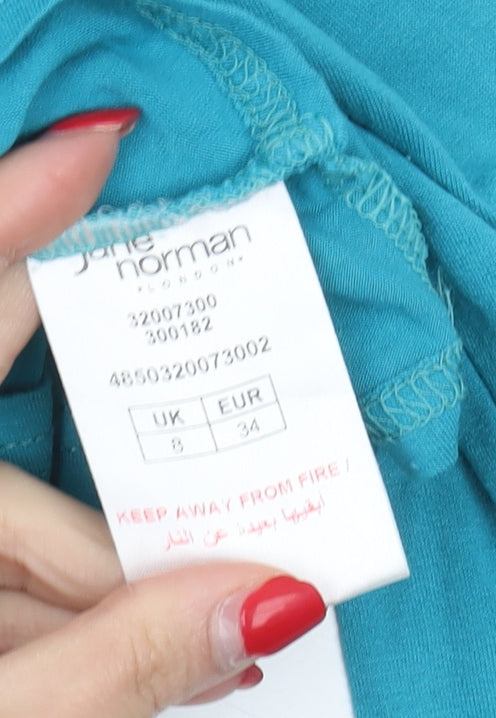 jane
norman
*LONDON*
32007300
300182
4850320073002
UK EUR
8 34
KEEP AWAY FROM FIRE /
ابقيها بعيدة عن النار